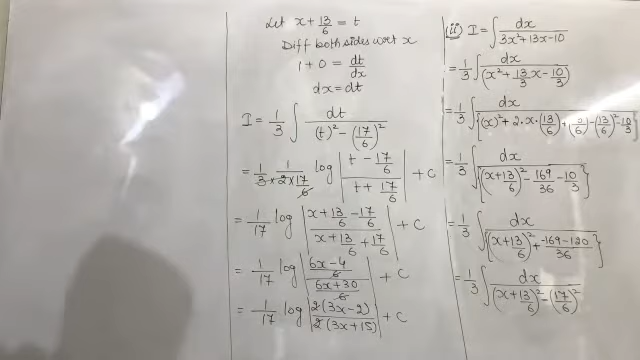 (ii) I = ∫ dx / 3x² + 13x - 10
= 1/3 ∫ dx / (x² + 13/3 x - 10/3)
= 1/3 ∫ dx / {(x)² + 2·x·(13/6) + (13/6)² - (13/6)² - 10/3}
= 1/3 ∫ dx / {(x + 13/6)² - 169/36 - 10/3}
= 1/3 ∫ dx / {(x + 13/6)² + -169 - 120/36}
= 1/3 ∫ dx / (x + 13/6)² - (17/6)²
Let x + 13/6 = t
Diff both sides wrt x
1 + 0 = dt/dx
dx = dt
I = 1/3 ∫ dt / (t)² - (17/6)²
= 1/3 × 1 / 2 × 17/6 log | t - 17/6 / t + 17/6 | + C
= 1/17 log | x + 13/6 - 17/6 / x + 13/6 + 17/6 | + C
= 1/17 log | 6x - 4/6 / 6x + 30/6 | + C
= 1/17 log | 2(3x - 2) / 2(3x + 15) | + C